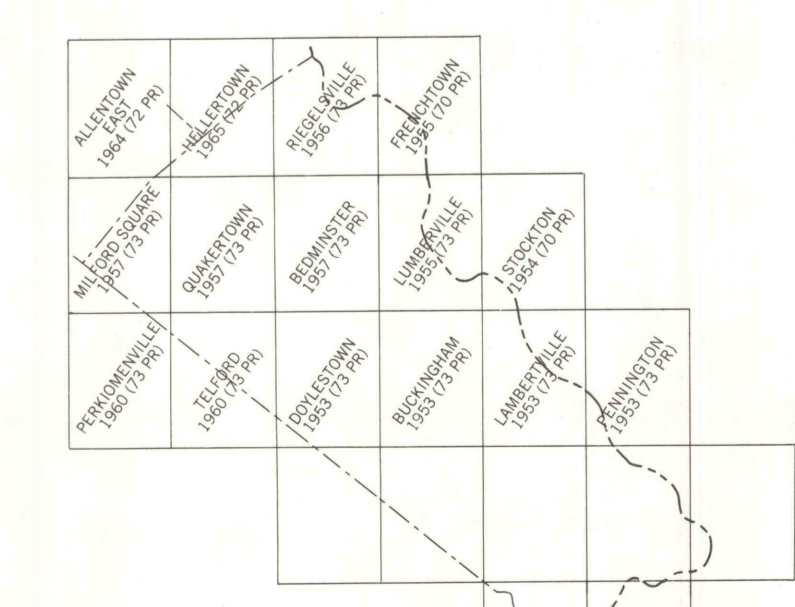 ALLENTOWN
EAST
1964 (72 PR)
HELLERTOWN
1965 (72 PR)
RIEGELSVILLE
1956 (73 PR)
FRENCHTOWN
1955 (70 PR)
MILFORD SQUARE
1957 (73 PR)
QUAKERTOWN
1957 (73 PR)
BEDMINSTER
1957 (73 PR)
LUMBERVILLE
1955 (73 PR)
STOCKTON
1954 (70 PR)
PERKIOMENVILLE
1960 (73 PR)
TELFORD
1960 (73 PR)
DOYLESTOWN
1953 (73 PR)
BUCKINGHAM
1953 (73 PR)
LAMBERTVILLE
1953 (73 PR)
PENNINGTON
1953 (73 PR)